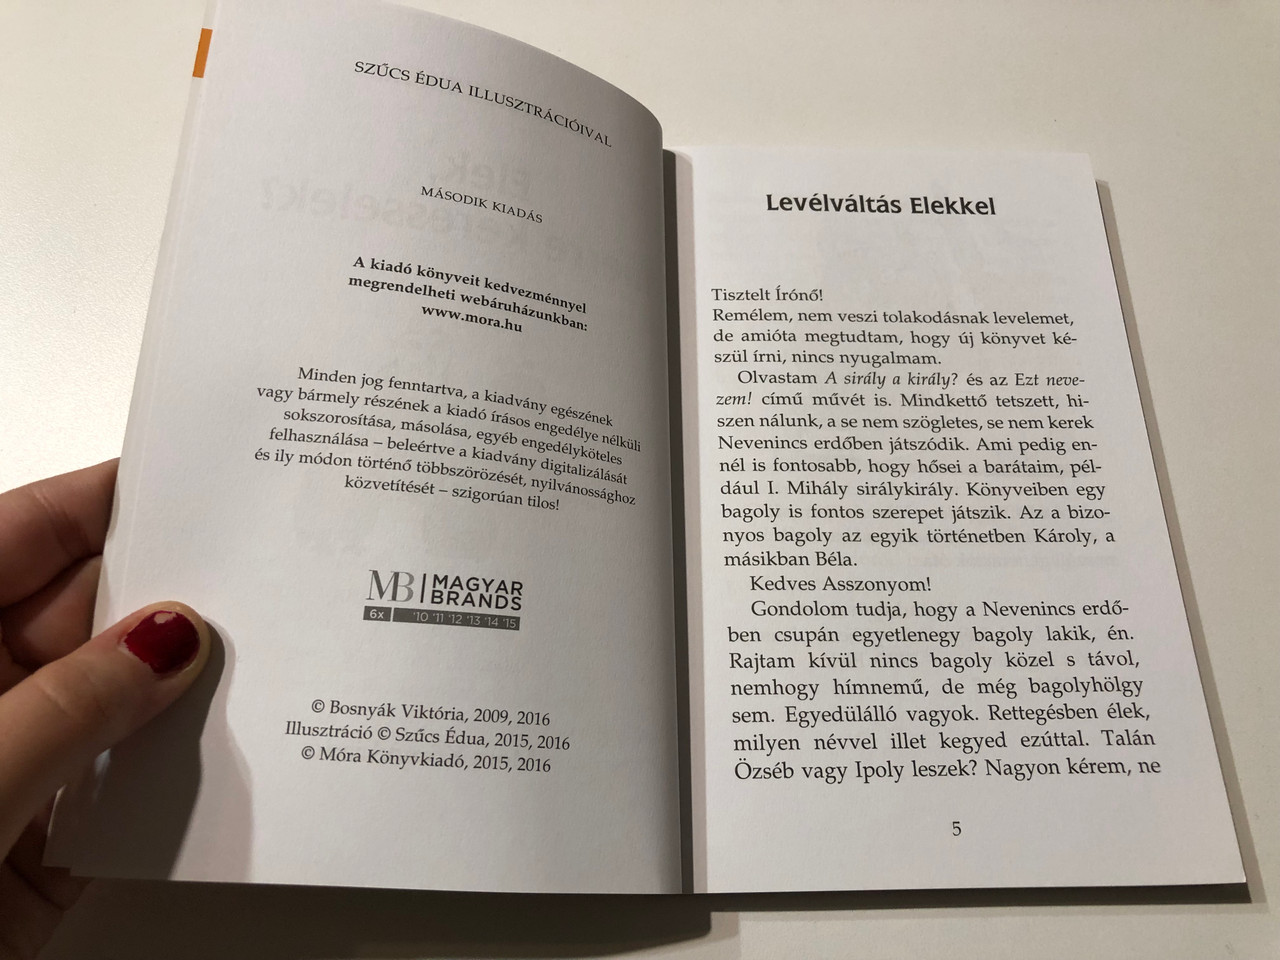 SZŰCS ÉDUA ILLUSZTRÁCIÓIVAL
MÁSODIK KIADÁS
A kiadó könyveit kedvezménnyel
megrendelheti webáruházunkban:
www.mora.hu
Minden jog fenntartva, a kiadvány egészének
vagy bármely részének a kiadó írásos engedélye nélküli
sokszorosítása, másolása, egyéb engedélyköteles
felhasználása – beleértve a kiadvány digitalizálását
és ily módon történő többszörözését, nyilvánossághoz
közvetítését – szigorúan tilos!
MB MAGYAR
BRANDS
6x '10 '11 '12 '13 '14 '15
© Bosnyák Viktória, 2009, 2016
Illusztráció © Szűcs Édua, 2015, 2016
© Móra Könyvkiadó, 2015, 2016
Levélváltás Elekkel
Tisztelt Írónő!
Remélem, nem veszi tolakodásnak levelemet,
de amióta megtudtam, hogy új könyvet ké-
szül írni, nincs nyugalmam.
Olvastam A sirály a király? és az Ezt neve-
zem! című művét is. Mindkettő tetszett, hi-
szen nálunk, a se nem szögletes, se nem kerek
Nevenincs erdőben játszódik. Ami pedig en-
nél is fontosabb, hogy hősei a barátaim, pél-
dául I. Mihály sirálykirály. Könyveiben egy
bagoly is fontos szerepet játszik. Az a bizo-
nyos bagoly az egyik történetben Károly, a
másikban Béla.
Kedves Asszonyom!
Gondolom tudja, hogy a Nevenincs erdő-
ben csupán egyetlenegy bagoly lakik, én.
Rajtam kívül nincs bagoly közel s távol,
nemhogy hímnemű, de még bagolyhölgy
sem. Egyedülálló vagyok. Rettegésben élek,
milyen névvel illet kegyed ezúttal. Talán
Özséb vagy Ipoly leszek? Nagyon kérem, ne
5